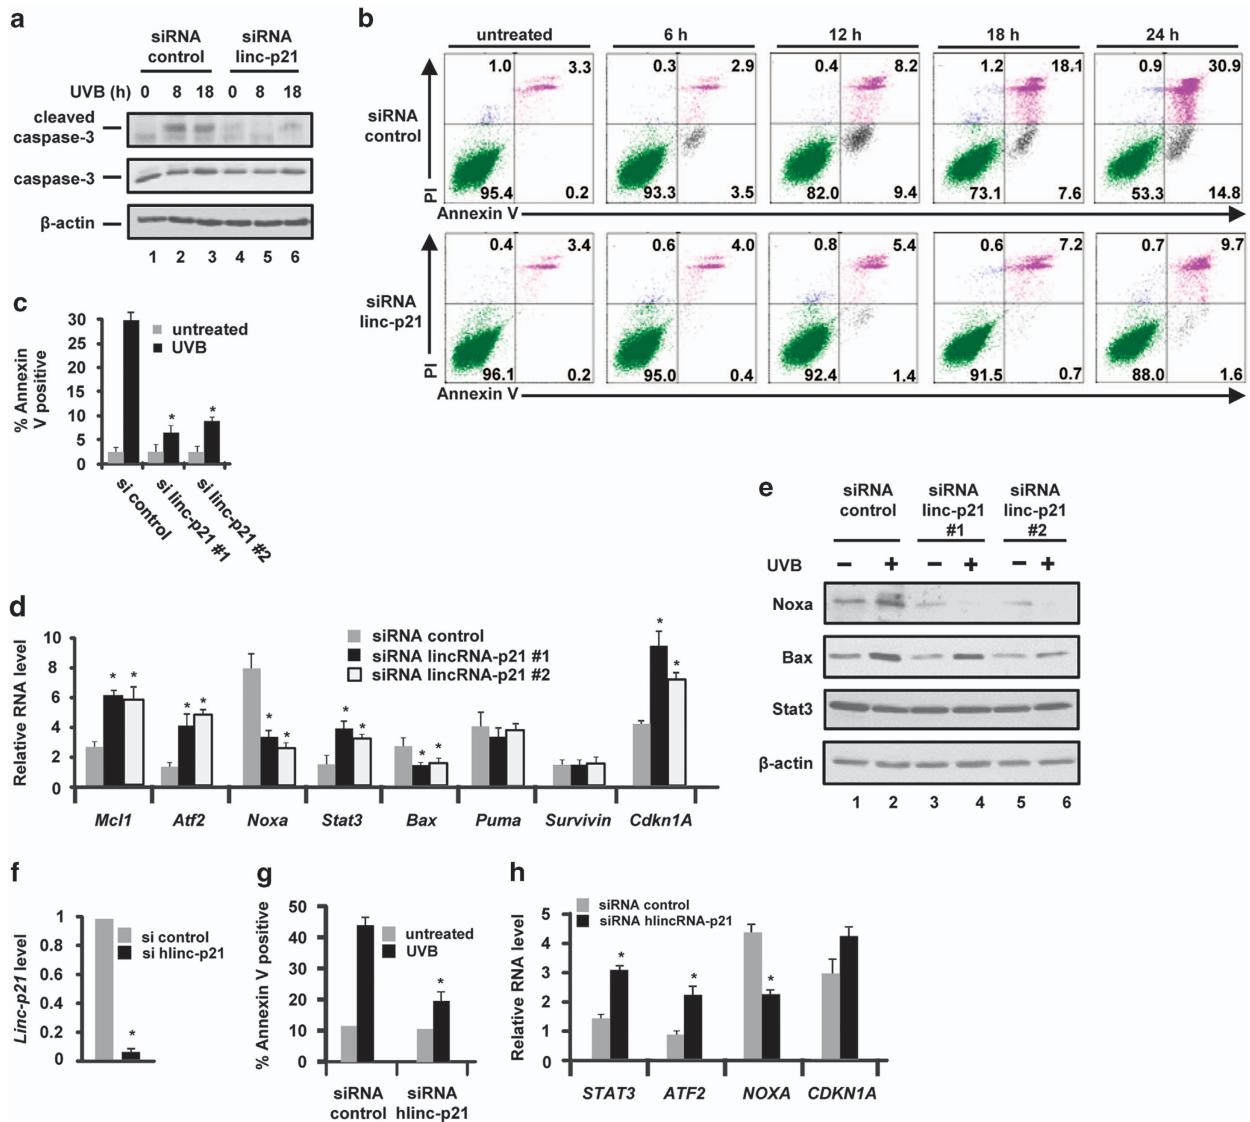 a
siRNA control
siRNA linc-p21
UVB (h) 0 8 18 0 8 18
cleaved caspase-3
caspase-3
β-actin
1 2 3 4 5 6
b
untreated 6 h 12 h 18 h 24 h
siRNA control
1.0 3.3 0.3 2.9 0.4 8.2 1.2 18.1 0.9 30.9
95.4 0.2 93.3 3.5 82.0 9.4 73.1 7.6 53.3 14.8
PI
Annexin V
siRNA linc-p21
0.4 3.4 0.6 4.0 0.8 5.4 0.6 7.2 0.7 9.7
96.1 0.2 95.0 0.4 92.4 1.4 91.5 0.7 88.0 1.6
PI
Annexin V
c
% Annexin V positive
30
25
20
15
10
5
0
untreated
UVB
* *
si control
si linc-p21 #1
si linc-p21 #2
d
Relative RNA level
10
8
6
4
2
0
siRNA control
siRNA lincRNA-p21 #1
siRNA lincRNA-p21 #2
* * * * * * * * * * * *
Mcl1 Atf2 Noxa Stat3 Bax Puma Survivin Cdkn1A
e
siRNA control
siRNA linc-p21 #1
siRNA linc-p21 #2
UVB − + − + − +
Noxa
Bax
Stat3
β-actin
1 2 3 4 5 6
f
Linc-p21 level
1
0.8
0.6
0.4
0.2
0
si control
si hlinc-p21
*
g
% Annexin V positive
50
40
30
20
10
0
untreated
UVB
*
siRNA control
siRNA hlinc-p21
h
Relative RNA level
5
4
3
2
1
0
siRNA control
siRNA hlincRNA-p21
* * *
STAT3 ATF2 NOXA CDKN1A